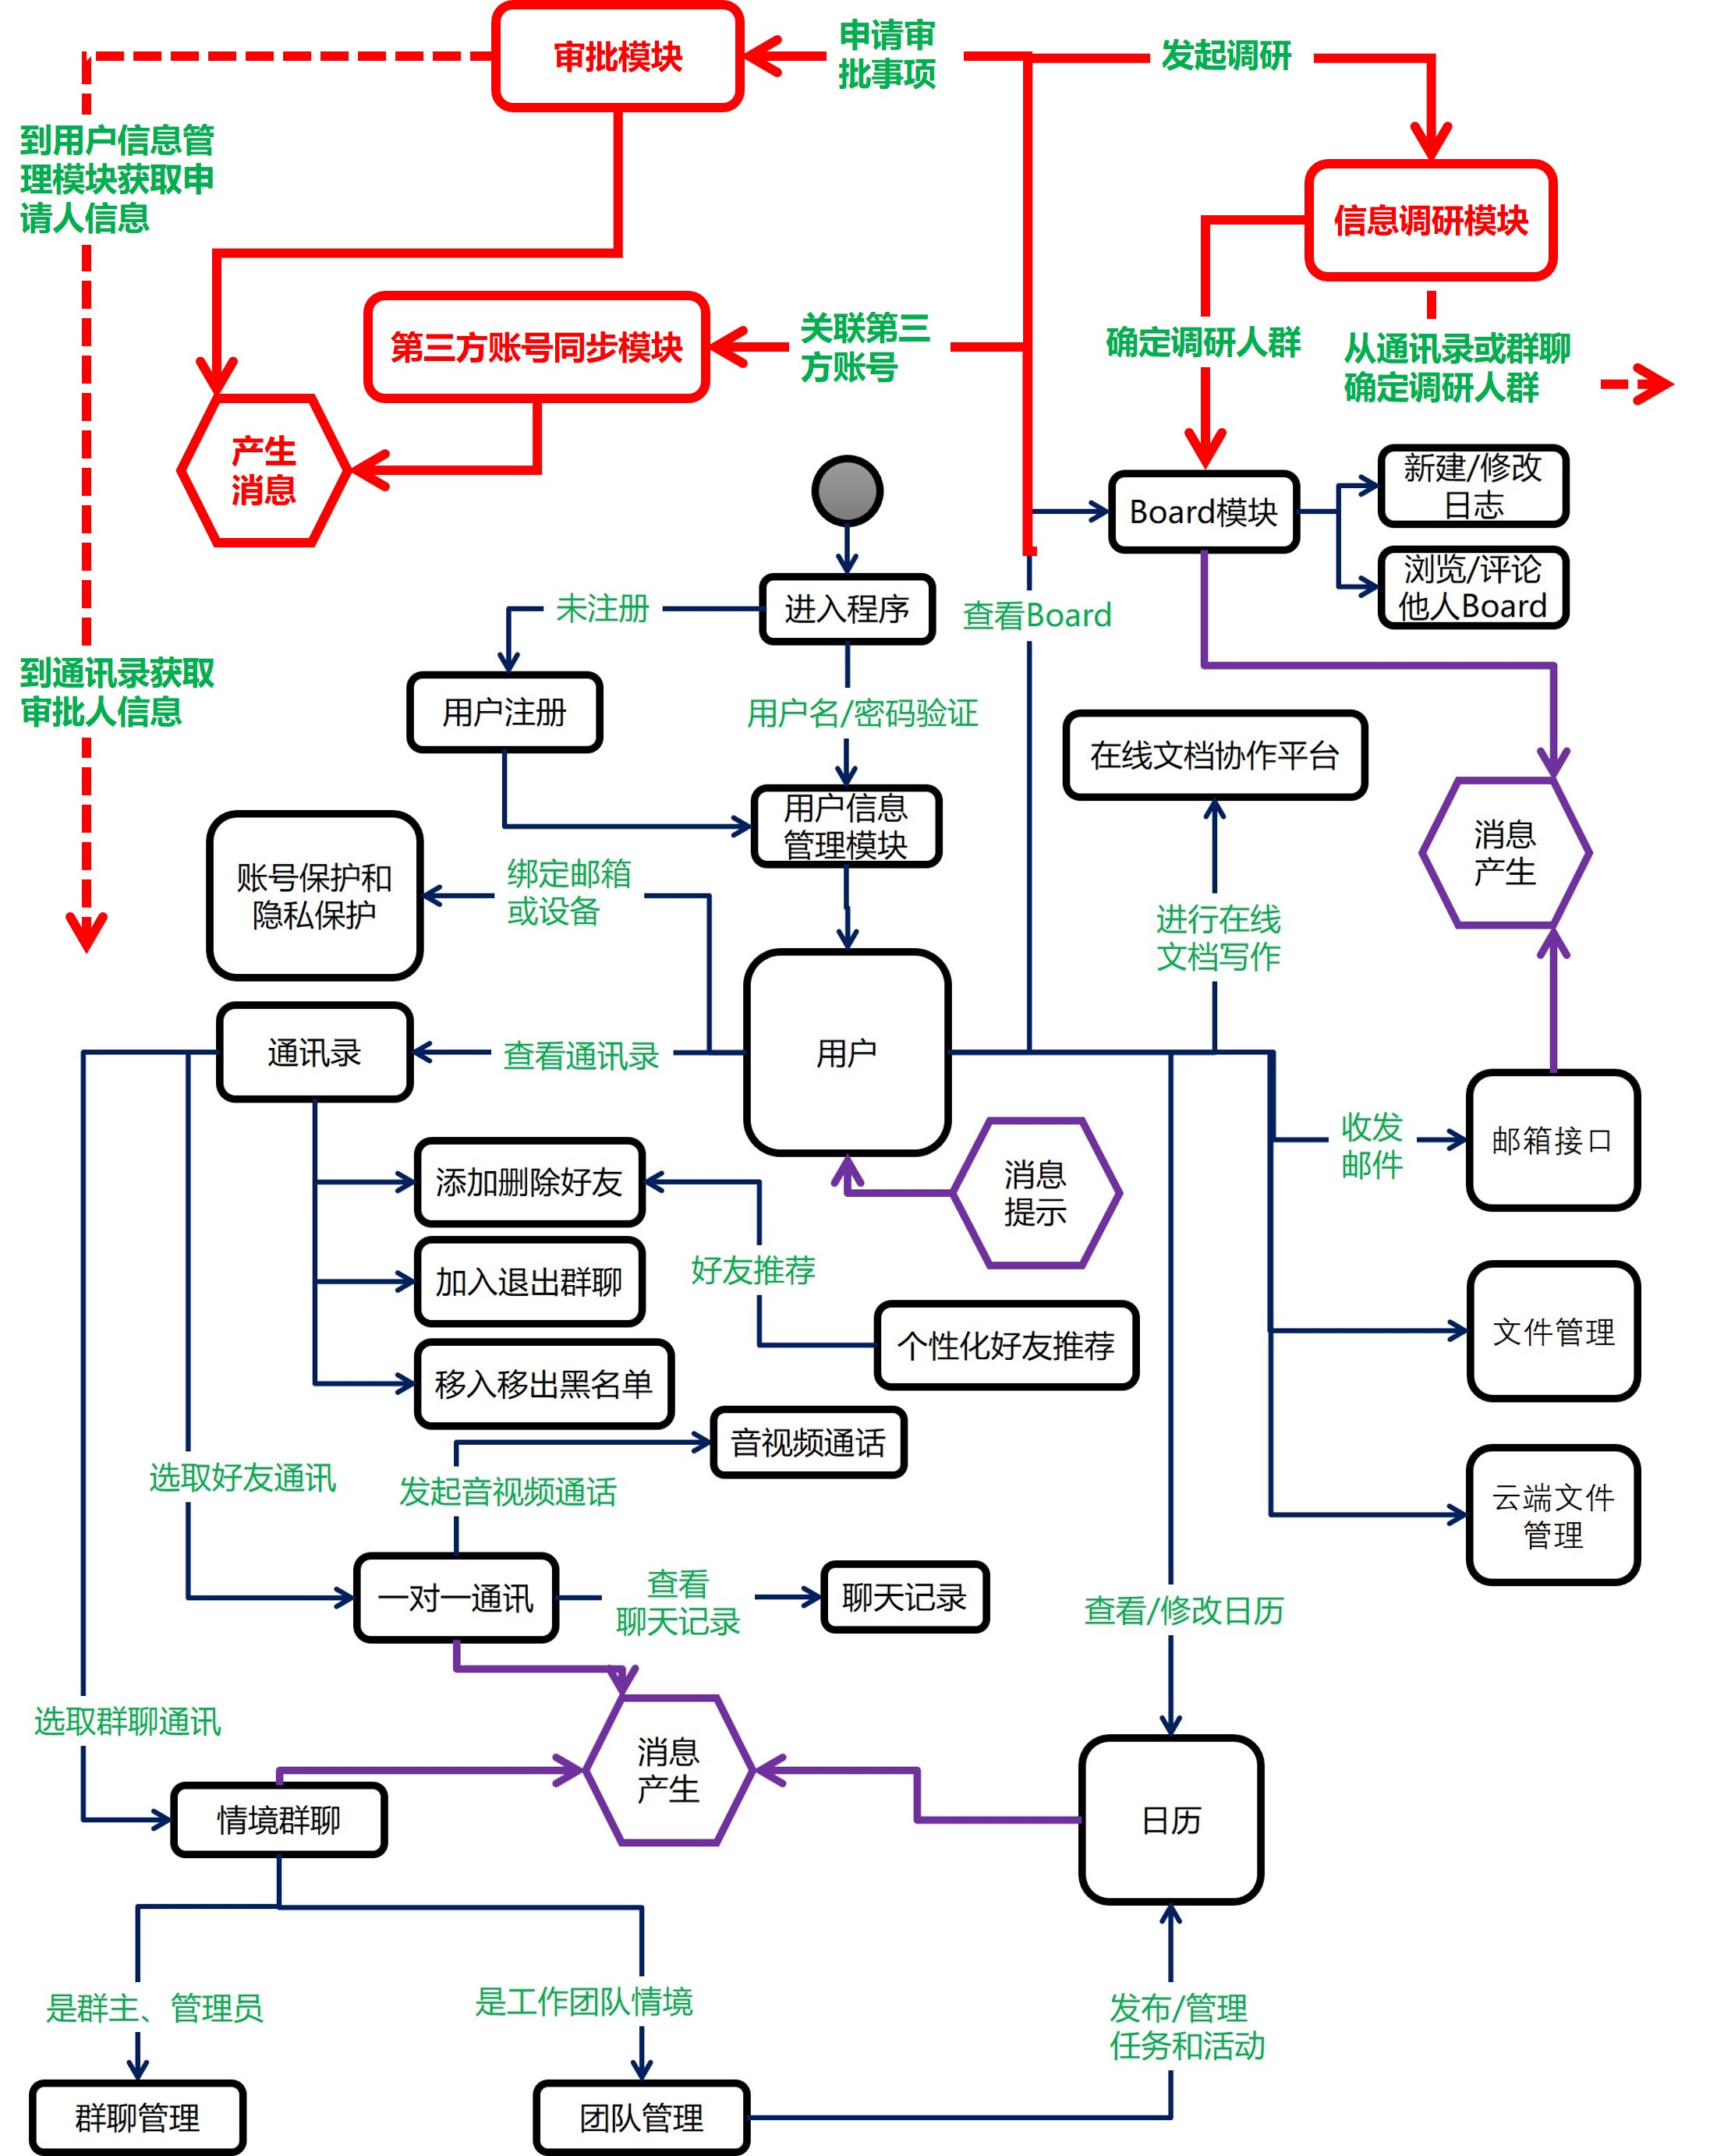 审批模块
申请审
批事项
发起调研
到用户信息管
理模块获取申
请人信息
信息调研模块
第三方账号同步模块
关联第三
方账号
确定调研人群
从通讯录或群聊
确定调研人群
产生
消息
新建/修改
日志
Board模块
浏览/评论
他人Board
进入程序
未注册
查看Board
到通讯录获取
审批人信息
用户注册
用户名/密码验证
在线文档协作平台
用户信息
管理模块
消息
产生
账号保护和
隐私保护
绑定邮箱
或设备
进行在线
文档写作
通讯录
查看通讯录
用户
收发
邮件
邮箱接口
添加删除好友
消息
提示
加入退出群聊
好友推荐
个性化好友推荐
文件管理
移入移出黑名单
音视频通话
选取好友通讯
发起音视频通话
云端文件
管理
一对一通讯
查看
聊天记录
聊天记录
查看/修改日历
选取群聊通讯
消息
产生
情境群聊
日历
是群主、管理员
是工作团队情境
发布/管理
任务和活动
群聊管理
团队管理